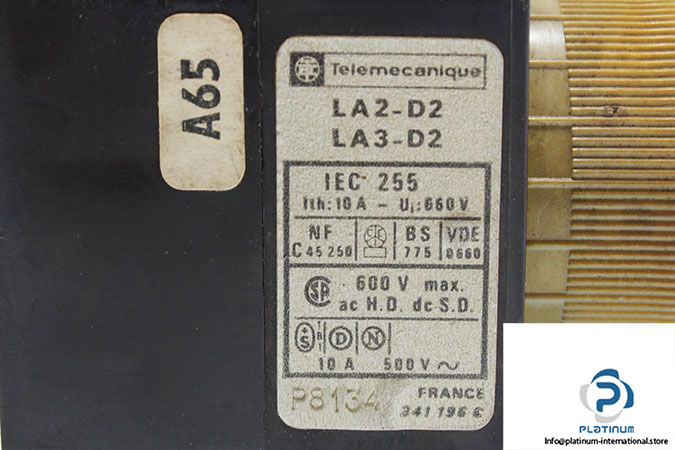 A65
Telemecanique
LA2-D2
LA3-D2
IEC 255
Ith: 10 A - Ui: 660 V
NF
C 45 250
BS
775
VDE
0660
600 V max.
ac H.D. dc S.D.
S
D
N
10 A 500 V ~
P8134
FRANCE
341 196 €
PLATINUM
Info@platinum-international.store